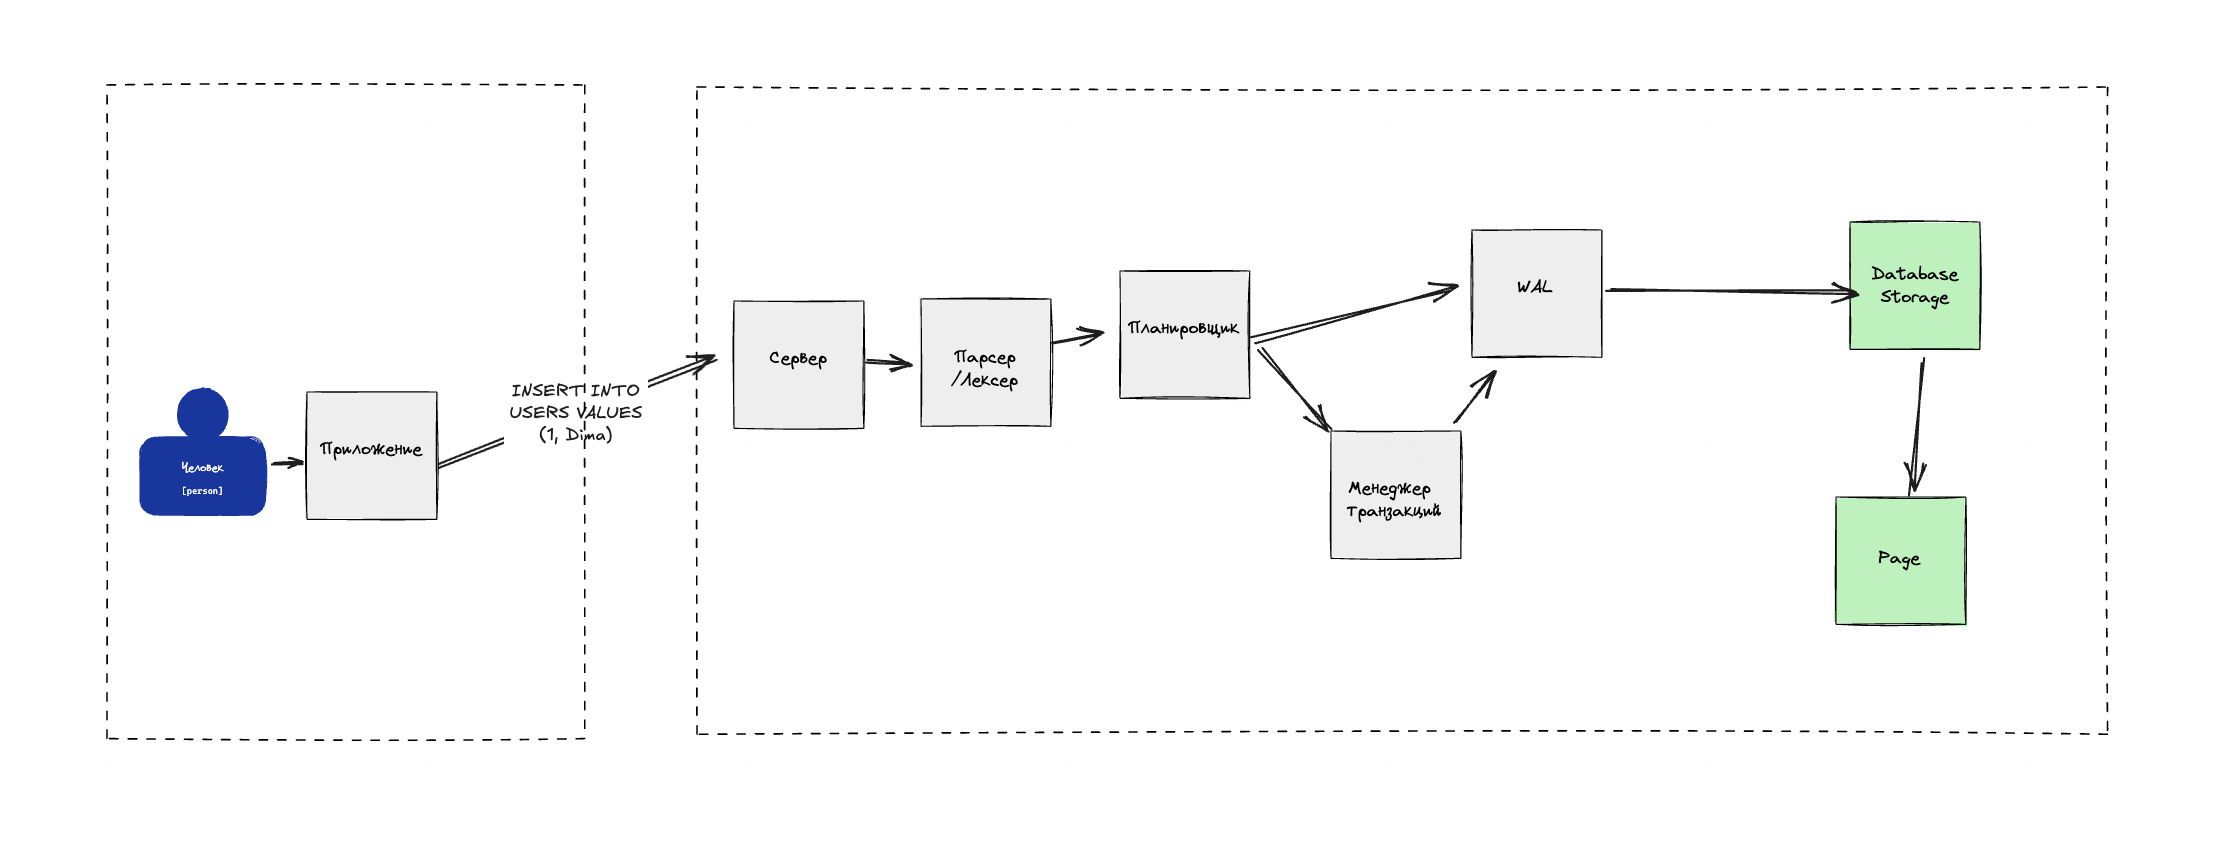 Человек
[person]
Приложение
INSERT INTO
USERS VALUES
(1, Dima)
Сервер
Парсер
/Лексер
Планировщик
Менеджер
транзакций
WAL
Database
Storage
Page